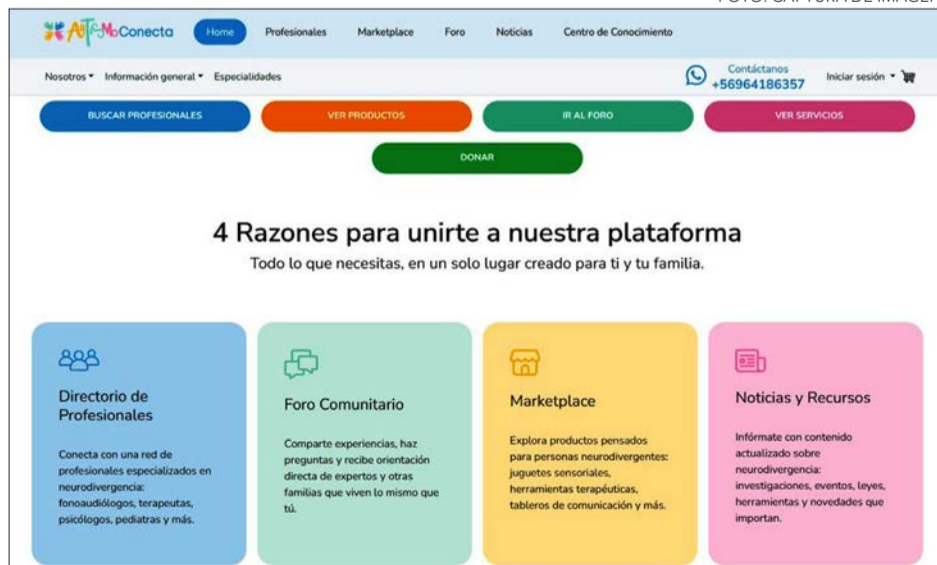 FOTO: CAPTURA DE IMAGEN
AuTisMoConecta
Home
Profesionales
Marketplace
Foro
Noticias
Centro de Conocimiento
Nosotros
Información general
Especialidades
Contáctanos
+56964186357
Iniciar sesión
BUSCAR PROFESIONALES
VER PRODUCTOS
IR AL FORO
VER SERVICIOS
DONAR
4 Razones para unirte a nuestra plataforma
Todo lo que necesitas, en un solo lugar creado para ti y tu familia.
Directorio de
Profesionales
Conecta con una red de
profesionales especializados en
neurodivergencia:
fonoaudiólogos, terapeutas,
psicólogos, pediatras y más.
Foro Comunitario
Comparte experiencias, haz
preguntas y recibe orientación
directa de expertos y otras
familias que viven lo mismo que
tú.
Marketplace
Explora productos pensados
para personas neurodivergentes:
juguetes sensoriales,
herramientas terapéuticas,
tableros de comunicación y más.
Noticias y Recursos
Infórmate con contenido
actualizado sobre
neurodivergencia:
investigaciones, eventos, leyes,
herramientas y novedades que
importan.